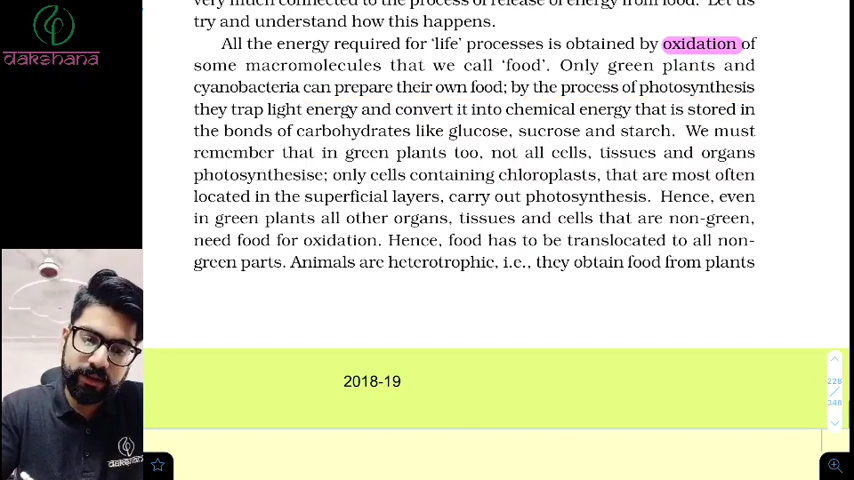 dakshana
very much connected to the process of release of energy from food. Let us
try and understand how this happens.
All the energy required for 'life' processes is obtained by oxidation of
some macromolecules that we call 'food'. Only green plants and
cyanobacteria can prepare their own food; by the process of photosynthesis
they trap light energy and convert it into chemical energy that is stored in
the bonds of carbohydrates like glucose, sucrose and starch. We must
remember that in green plants too, not all cells, tissues and organs
photosynthesise; only cells containing chloroplasts, that are most often
located in the superficial layers, carry out photosynthesis. Hence, even
in green plants all other organs, tissues and cells that are non-green,
need food for oxidation. Hence, food has to be translocated to all non-
green parts. Animals are heterotrophic, i.e., they obtain food from plants
2018-19
228
/
348
dakshana